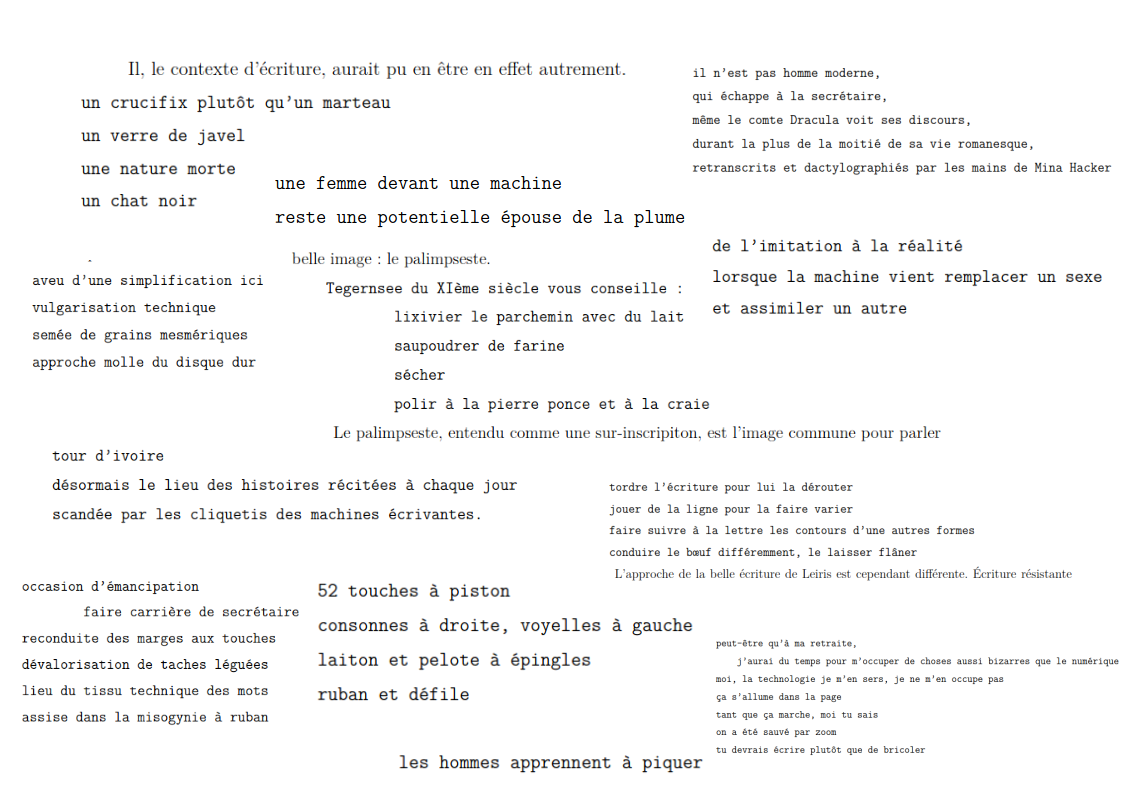 Il, le contexte d'écriture, aurait pu en être en effet autrement.
un crucifix plutôt qu'un marteau
un verre de javel
une nature morte
un chat noir
il n'est pas homme moderne,
qui échappe à la secrétaire,
même le comte Dracula voit ses discours,
durant la plus de la moitié de sa vie romanesque,
retranscrits et dactylographiés par les mains de Mina Hacker
une femme devant une machine
reste une potentielle épouse de la plume
de l'imitation à la réalité
lorsque la machine vient remplacer un sexe
et assimiler un autre
aveu d'une simplification ici
vulgarisation technique
semée de grains mesmériques
approche molle du disque dur
belle image : le palimpseste.
Tegernsee du XIème siècle vous conseille :
lixivier le parchemin avec du lait
saupoudrer de farine
sécher
polir à la pierre ponce et à la craie
Le palimpseste, entendu comme une sur-inscripiton, est l'image commune pour parler
tour d'ivoire
désormais le lieu des histoires récitées à chaque jour
scandée par les cliquetis des machines écrivantes.
tordre l'écriture pour lui la dérouter
jouer de la ligne pour la faire varier
faire suivre à la lettre les contours d'une autres formes
conduire le bœuf différemment, le laisser flâner
L'approche de la belle écriture de Leiris est cependant différente. Écriture résistante
occasion d'émancipation
faire carrière de secrétaire
reconduite des marges aux touches
dévalorisation de taches léguées
lieu du tissu technique des mots
assise dans la misogynie à ruban
52 touches à piston
consonnes à droite, voyelles à gauche
laiton et pelote à épingles
ruban et défile
peut-être qu'à ma retraite,
j'aurai du temps pour m'occuper de choses aussi bizarres que le numérique
moi, la technologie je m'en sers, je ne m'en occupe pas
ça s'allume dans la page
tant que ça marche, moi tu sais
on a été sauvé par zoom
tu devrais écrire plutôt que de bricoler
les hommes apprennent à piquer